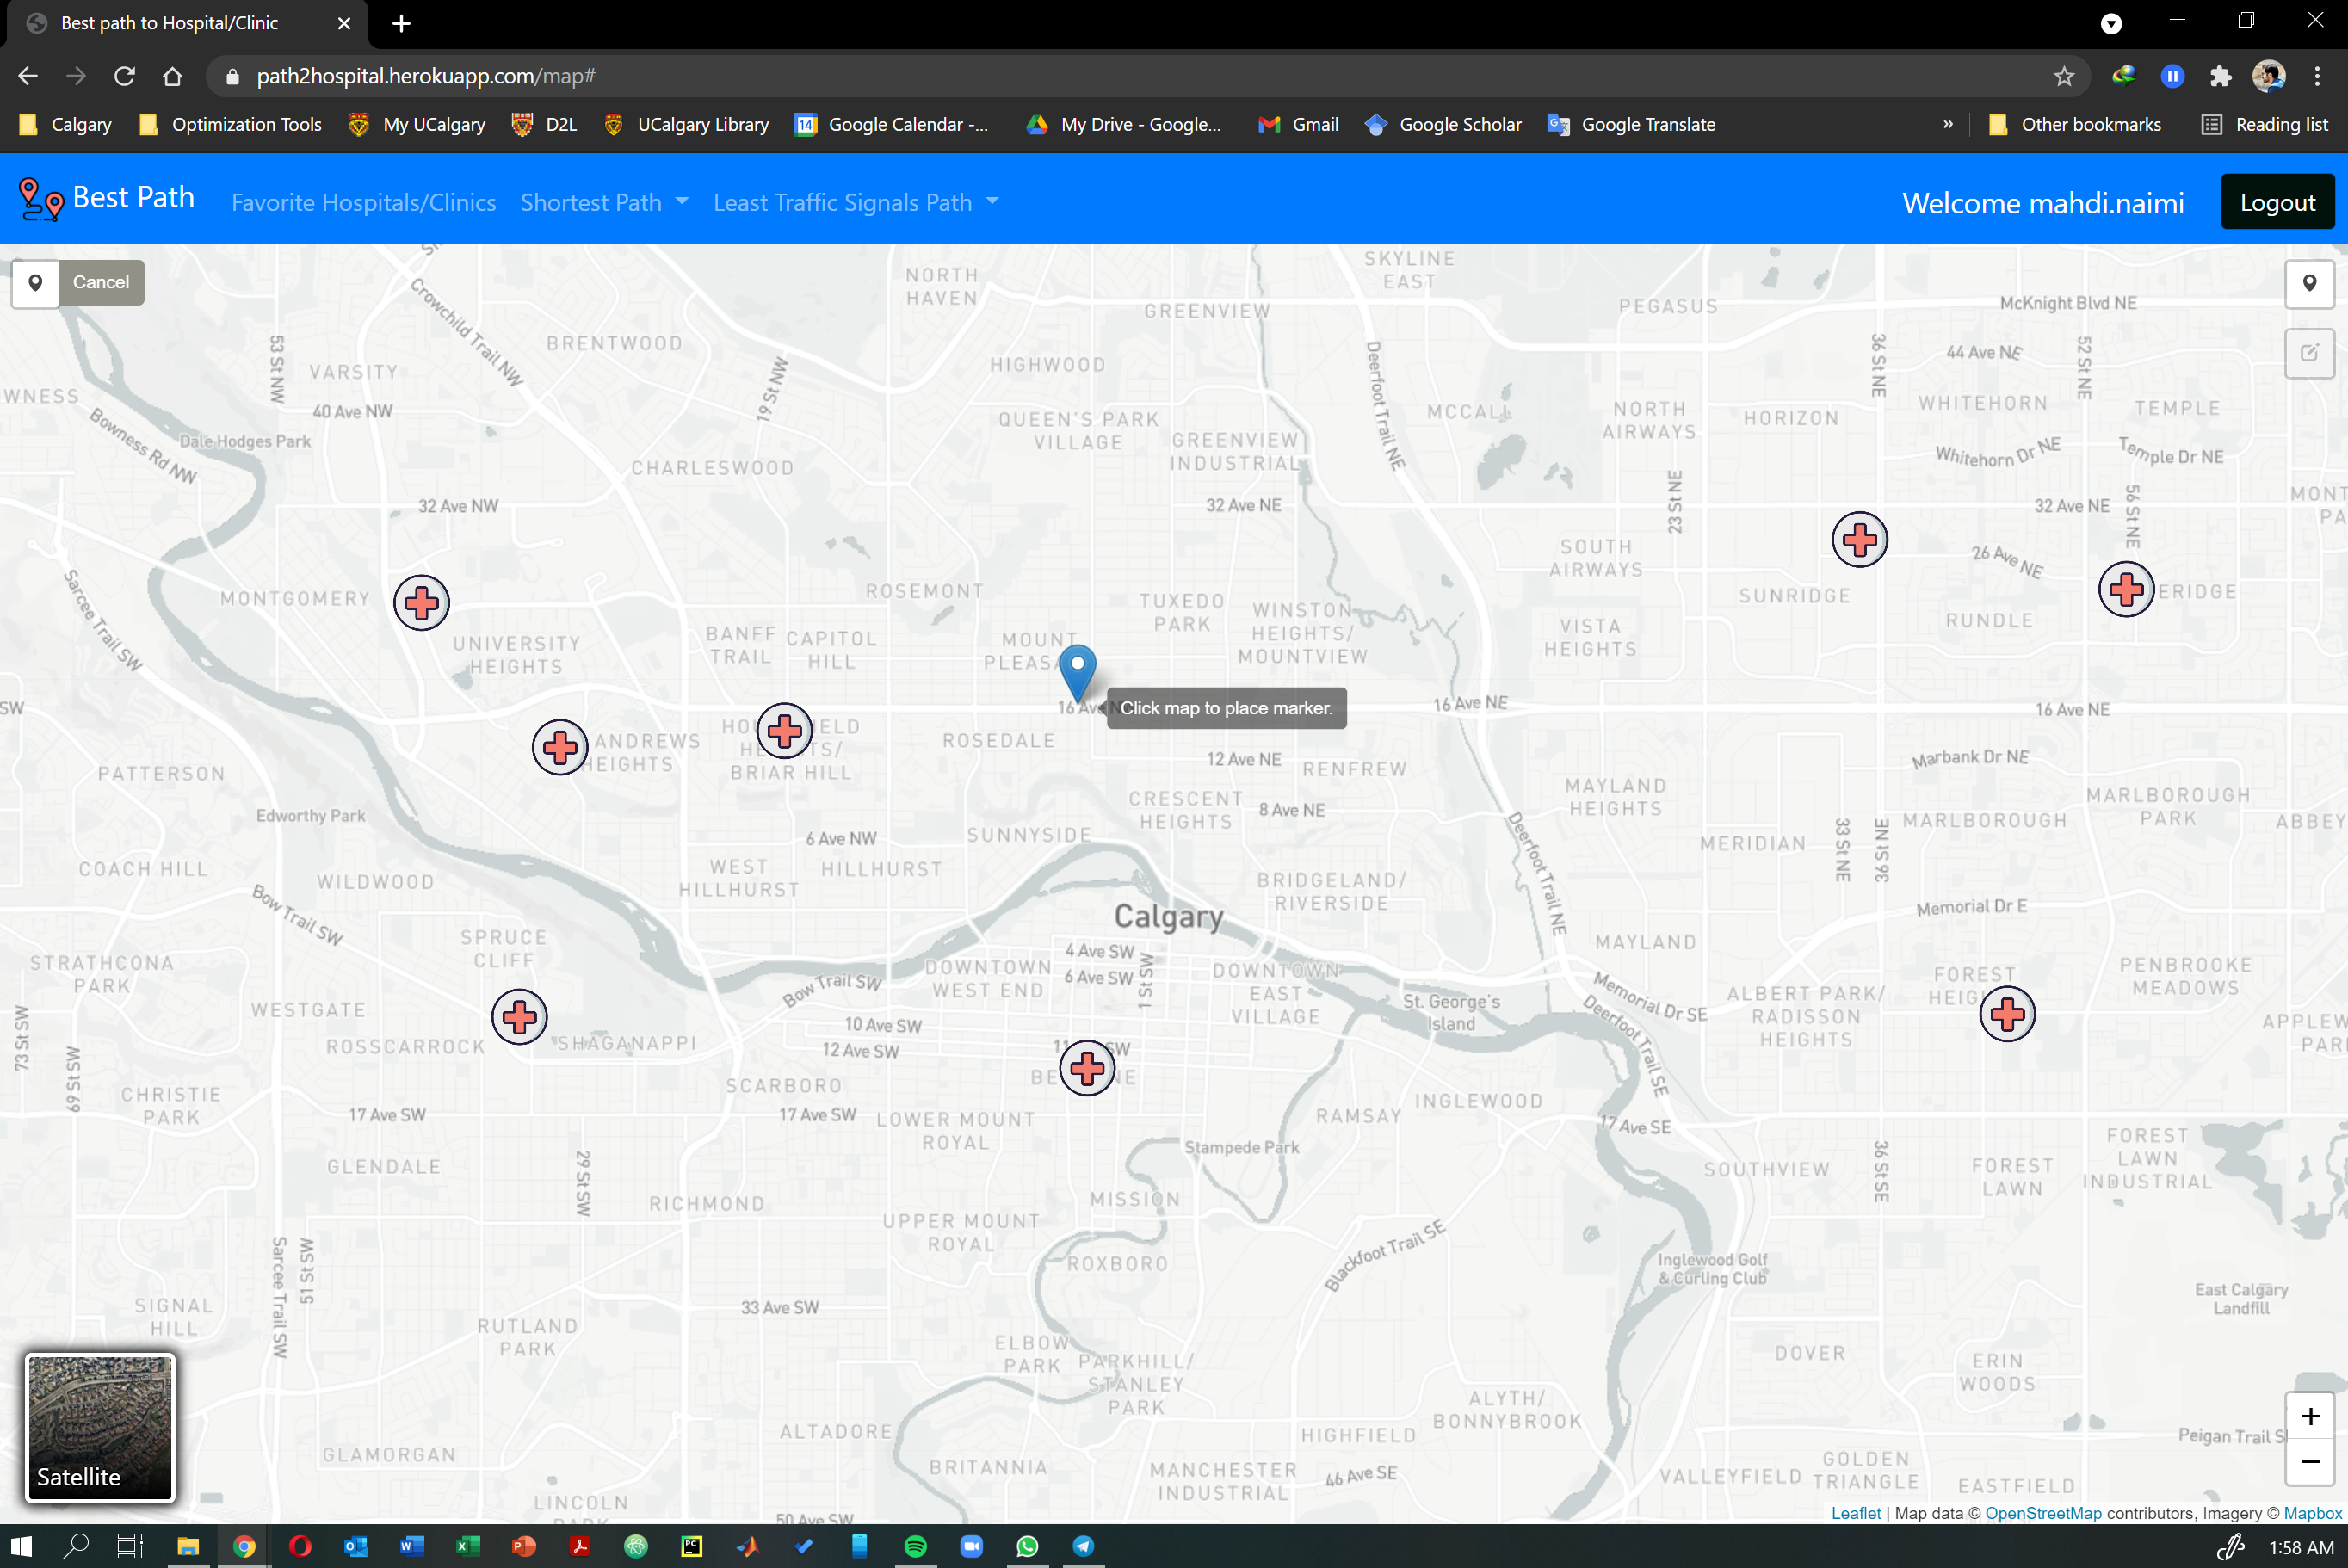 Best path to Hospital/Clinic
path2hospital.herokuapp.com/map#
Calgary
Optimization Tools
My UCalgary
D2L
UCalgary Library
14
Google Calendar -...
My Drive - Google...
Gmail
Google Scholar
Google Translate
»
Other bookmarks
Reading list
Best Path
Favorite Hospitals/Clinics
Shortest Path
Least Traffic Signals Path
Welcome mahdi.naimi
Logout
Cancel
Crowchild Trail NW
NORTH
HAVEN
SKYLINE
EAST
GREENVIEW
PEGASUS
McKnight Blvd NE
53 St NW
VARSITY
BRENTWOOD
HIGHWOOD
Deerfoot Trail NE
36 St NE
44 Ave NE
52 St NE
WNESS
40 Ave NW
19 St NW
QUEEN'S PARK
VILLAGE
MCCALL
NORTH
AIRWAYS
HORIZON
WHITEHORN
TEMPLE
Bowness Rd NW
Dale Hodges Park
CHARLESWOOD
GREENVIEW
INDUSTRIAL
Whitehorn Dr NE
Temple Dr NE
32 Ave NW
32 Ave NE
23 St NE
32 Ave NE
56 St NE
MONT
PA
SOUTH
AIRWAYS
26 Ave NE
Sarcee Trail SW
MONTGOMERY
ROSEMONT
TUXEDO
PARK
WINSTON
HEIGHTS/
MOUNTVIEW
SUNRIDGE
ERIDGE
RUNDLE
VISTA
HEIGHTS
UNIVERSITY
HEIGHTS
BANFF
TRAIL
CAPITOL
HILL
MOUNT
PLEASA
SW
16 Ave N
Click map to place marker.
16 Ave NE
16 Ave NE
ANDREWS
HEIGHTS
HOU FIELD
HE TS/
BRIAR HILL
ROSEDALE
12 Ave NE
RENFREW
Marbank Dr NE
PATTERSON
MAYLAND
HEIGHTS
MARLBOROUGH
PARK
Edworthy Park
CRESCENT
HEIGHTS
8 Ave NE
Deerfoot Trail NE
MERIDIAN
33 St NE
36 St NE
MARLBOROUGH
ABBEY
6 Ave NW
SUNNYSIDE
COACH HILL
WILDWOOD
WEST
HILLHURST
HILLHURST
BRIDGELAND/
RIVERSIDE
Bow Trail SW
Calgary
Memorial Dr E
SPRUCE
CLIFF
4 Ave SW
MAYLAND
STRATHCONA
PARK
DOWNTOWN
WEST END
6 Ave SW
1 St SW
DOWNTOWN
EAST
VILLAGE
FOREST
HEIGH
PENBROOKE
MEADOWS
Bow Trail SW
Memorial Dr SE
WESTGATE
St. George's
Island
ALBERT PARK/
RADISSON
HEIGHTS
73 St SW
10 Ave SW
Deerfoot Trail SE
APPLEW
PARK
ROSSCARROCK
SHAGANAPPI
12 Ave SW
11 SW
BE NE
69 St SW
CHRISTIE
PARK
SCARBORO
17 Ave SW
17 Ave SW
LOWER MOUNT
ROYAL
RAMSAY
INGLEWOOD
17 Ave SE
GLENDALE
29 St SW
Stampede Park
SOUTHVIEW
36 St SE
FOREST
LAWN
FOREST
LAWN
INDUSTRIAL
RICHMOND
MISSION
UPPER MOUNT
ROYAL
Sarcee Trail SW
51 St SW
ROXBORO
Blackfoot Trail SE
Inglewood Golf
& Curling Club
SIGNAL
HILL
33 Ave SW
East Calgary
Landfill
RUTLAND
PARK
ELBOW
PARK
PARKHILL/
STANLEY
PARK
DOVER
ERIN
WOODS
ALYTH/
BONNYBROOK
+
−
ALTADORE
HIGHFIELD
Peigan Trail S
GLAMORGAN
BRITANNIA
MANCHESTER
INDUSTRIAL
46 Ave SE
VALLEYFIELD
GOLDEN
TRIANGLE
EASTFIELD
Satellite
LINCOLN
PARK
50 Ave SW
Leaflet | Map data © OpenStreetMap contributors, Imagery © Mapbox
1:58 AM